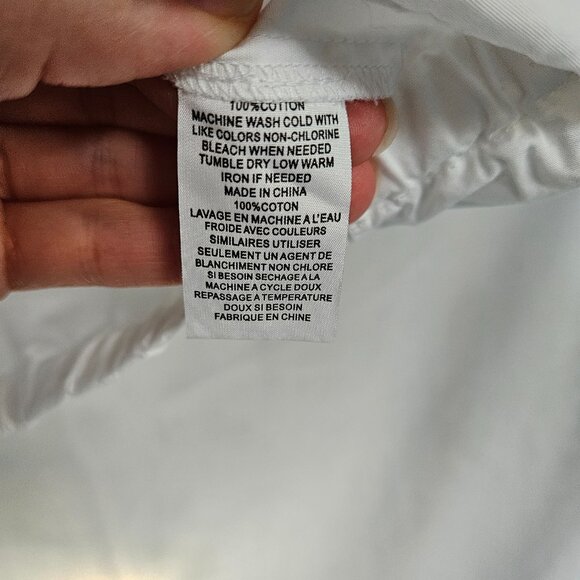 100%COTTON
MACHINE WASH COLD WITH
LIKE COLORS NON-CHLORINE
BLEACH WHEN NEEDED
TUMBLE DRY LOW WARM
IRON IF NEEDED
MADE IN CHINA
100%COTON
LAVAGE EN MACHINE A L'EAU
FROIDE AVEC COULEURS
SIMILAIRES UTILISER
SEULEMENT UN AGENT DE
BLANCHIMENT NON CHLORE
SI BESOIN SECHAGE A LA
MACHINE A CYCLE DOUX
REPASSAGE A TEMPERATURE
DOUX SI BESOIN
FABRIQUE EN CHINE